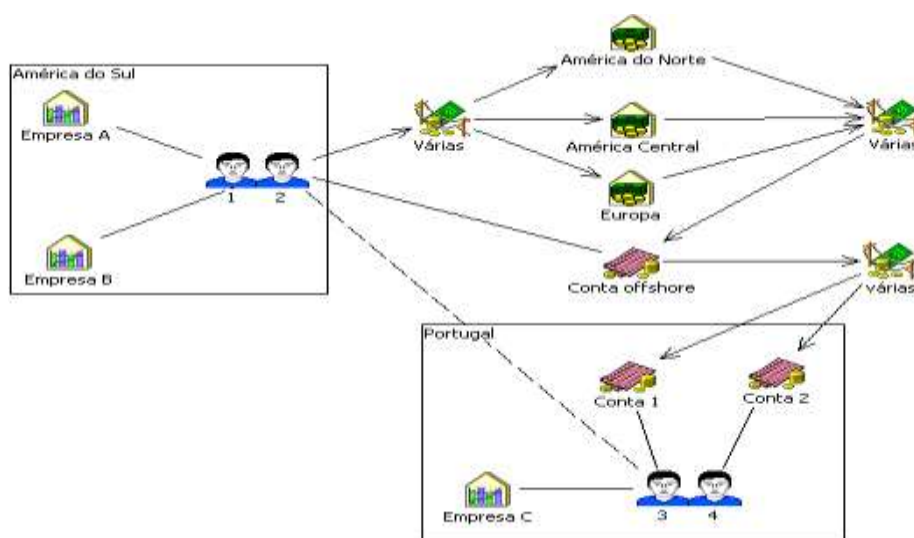 América do Sul
Empresa A
1 2
Empresa B
Várias
América do Norte
América Central
Europa
Várias
Conta offshore
várias
Portugal
Conta 1
Conta 2
Empresa C
3 4